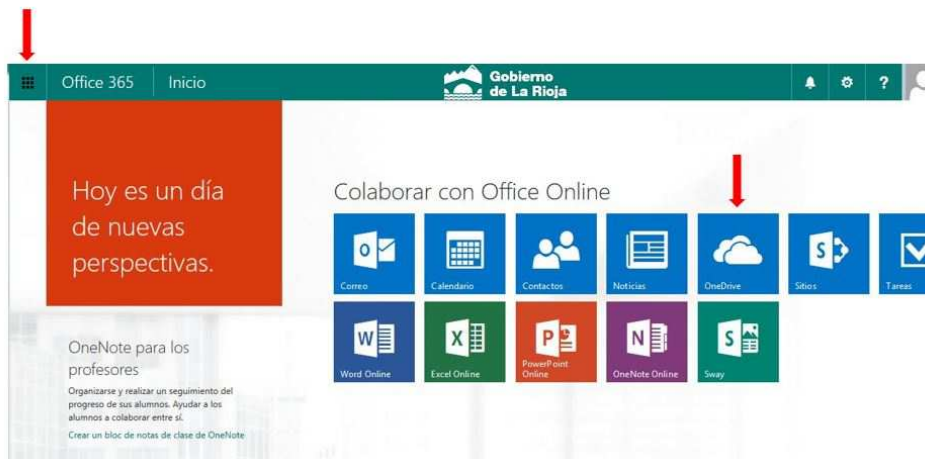 Office 365
Inicio
Gobierno
de La Rioja
?
Hoy es un día
de nuevas
perspectivas.
Colaborar con Office Online
Correo
Calendario
Contactos
Noticias
OneDrive
Sitios
Tareas
Word Online
Excel Online
PowerPoint
Online
OneNote Online
Sway
OneNote para los
profesores
Organizarse y realizar un seguimiento del
progreso de sus alumnos. Ayudar a los
alumnos a colaborar entre sí.
Crear un bloc de notas de clase de OneNote